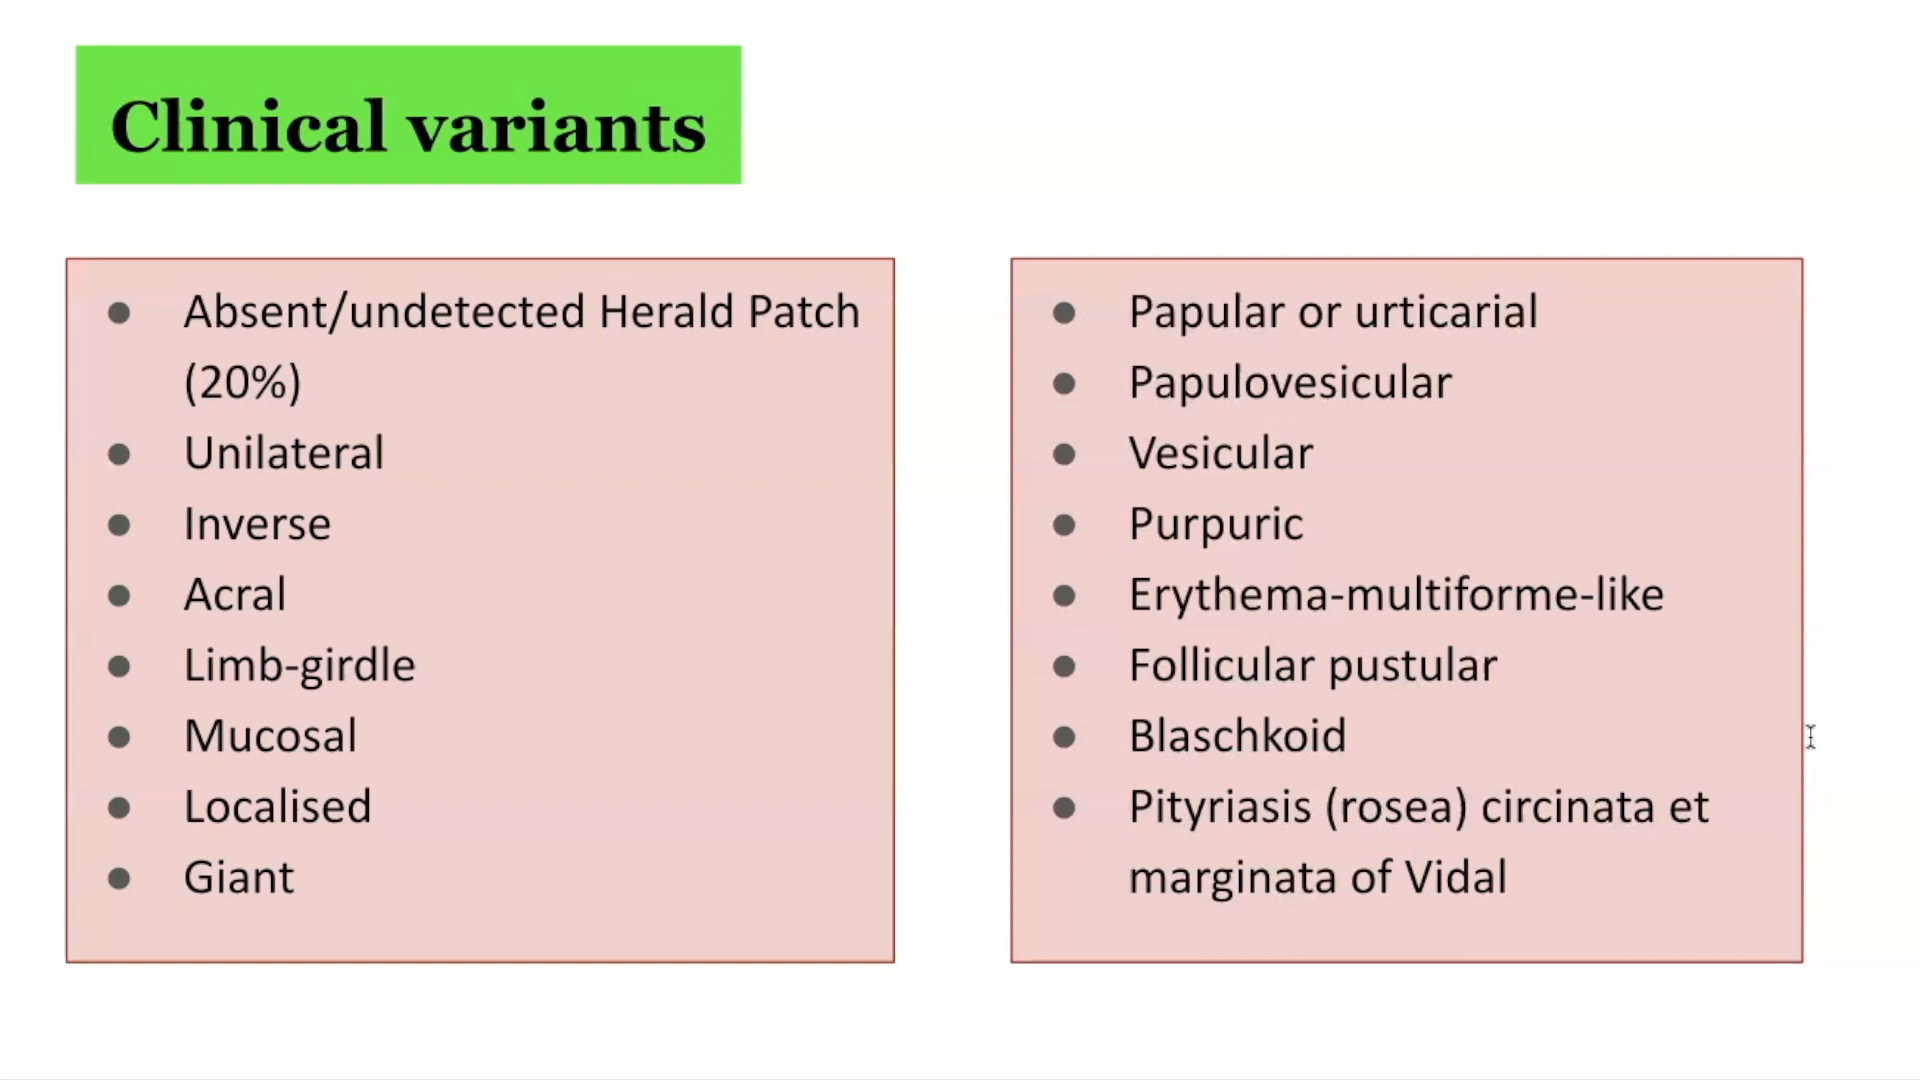 Clinical variants
● Absent/undetected Herald Patch
(20%)
● Unilateral
● Inverse
● Acral
● Limb-girdle
● Mucosal
● Localised
● Giant
● Papular or urticarial
● Papulovesicular
● Vesicular
● Purpuric
● Erythema-multiforme-like
● Follicular pustular
● Blaschkoid
● Pityriasis (rosea) circinata et
marginata of Vidal